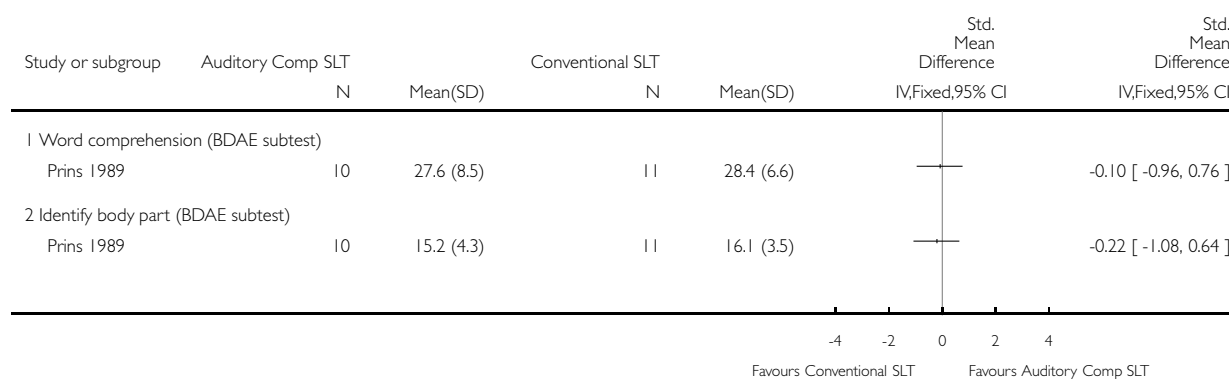 Std. Mean Difference Std. Mean Difference
Study or subgroup Auditory Comp SLT Conventional SLT
N Mean(SD) N Mean(SD) IV,Fixed,95% CI IV,Fixed,95% CI
1 Word comprehension (BDAE subtest)
Prins 1989 10 27.6 (8.5) 11 28.4 (6.6) -0.10 [ -0.96, 0.76 ]
2 Identify body part (BDAE subtest)
Prins 1989 10 15.2 (4.3) 11 16.1 (3.5) -0.22 [ -1.08, 0.64 ]
-4 -2 0 2 4
Favours Conventional SLT Favours Auditory Comp SLT